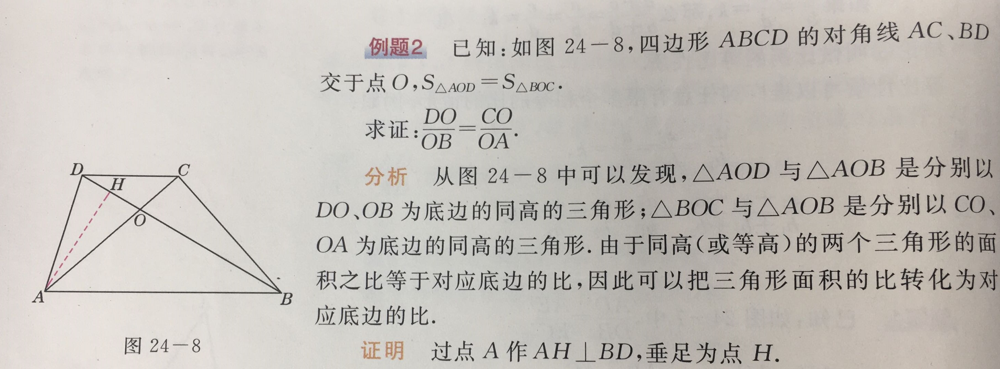 例题2 已知:如图 24-8,四边形 ABCD 的对角线 AC、BD
交于点 O,S△AOD=S△BOC.
求证:DO/OB=CO/OA.
分析 从图 24-8 中可以发现,△AOD 与△AOB 是分别以
DO、OB 为底边的同高的三角形;△BOC 与△AOB 是分别以 CO、
OA 为底边的同高的三角形.由于同高(或等高)的两个三角形的面
积之比等于对应底边的比,因此可以把三角形面积的比转化为对
应底边的比.
证明 过点 A 作 AH⊥BD,垂足为点 H.
D
C
H
O
A
B
图 24-8